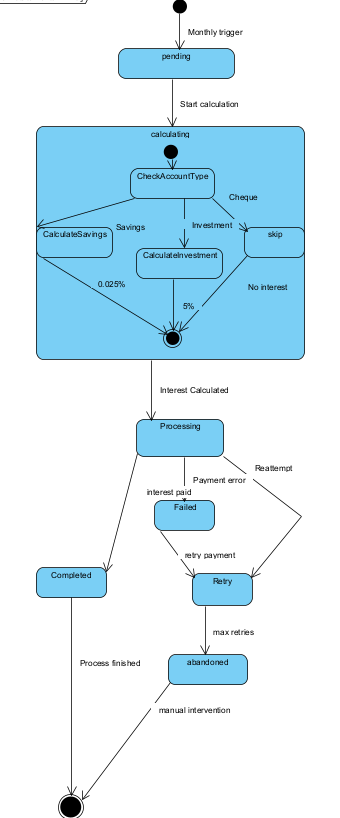 Monthly trigger
pending
Start calculation
calculating
CheckAccountType
Cheque
Savings
Investment
CalculateSavings
skip
CalculateInvestment
0.025%
No interest
5%
Interest Calculated
Processing
Reattempt
Payment error
interest paid
Failed
retry payment
Completed
Retry
max retries
abandoned
Process finished
manual intervention